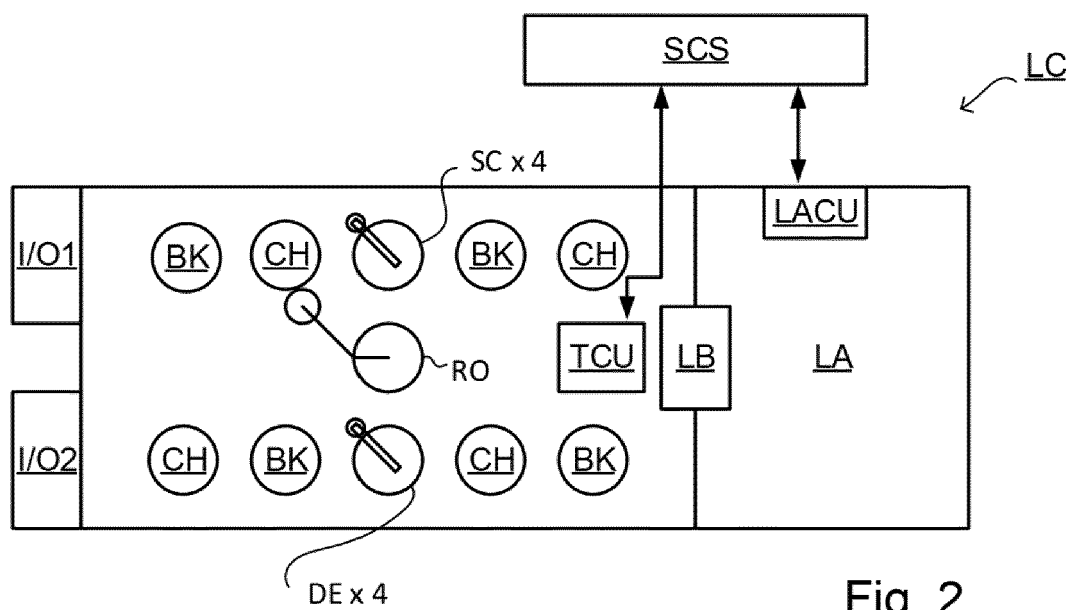 SCS
LC
SC x 4
LACU
I/O1
BK
CH
BK
CH
TCU
LB
LA
RO
I/O2
CH
BK
CH
BK
DE x 4
Fig. 2